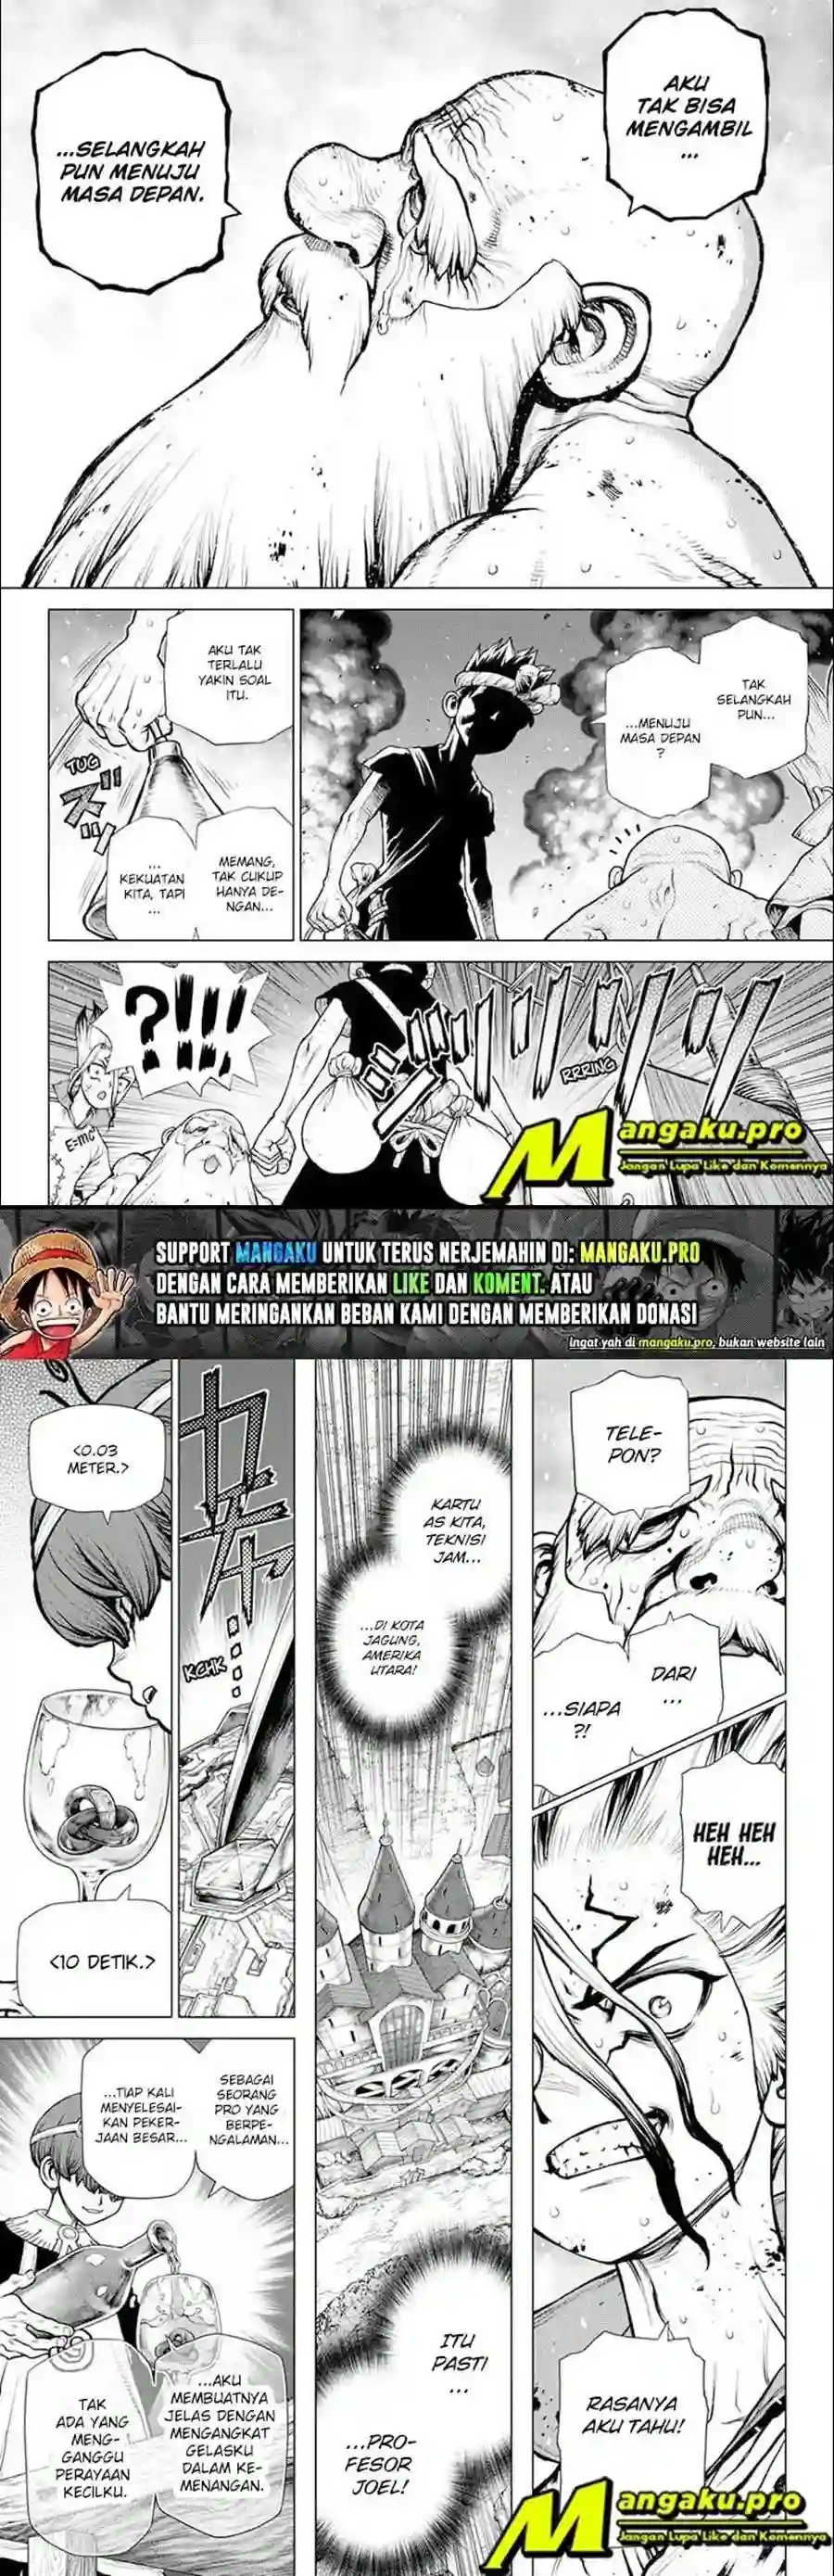 AKU
TAK BISA
MENGAMBIL
...
...SELANGKAH
PUN MENUJU
MASA DEPAN.
TAK
SELANGKAH
PUN...
...MENUJU
MASA DEPAN
?
AKU TAK
TERLALU
YAKIN SOAL
ITU.
TUG
ズッ
MEMANG,
TAK CUKUP
HANYA DE-
NGAN...
...
KEKUATAN
KITA, TAPI
...
?!!!
E=mc²
RRRING
Mangaku.pro
Jangan Lupa Like dan Komennya
SUPPORT MANGAKU UNTUK TERUS NERJEMAHIN DI: MANGAKU.PRO
DENGAN CARA MEMBERIKAN LIKE DAN KOMENT. ATAU
BANTU MERINGANKAN BEBAN KAMI DENGAN MEMBERIKAN DONASI
ingat yah di mangaku.pro, bukan website lain
TELE-
PON?
DARI
...
...SIAPA
?!
HEH HEH
HEH...
RASANYA
AKU TAHU!
KARTU
AS KITA,
TEKNISI
JAM...
...DI KOTA
JAGUNG,
AMERIKA
UTARA!
ITU
PASTI
...
...PRO-
FESOR
JOEL!
カチャ
KCHK
<0.03
METER.>
<10 DETIK.>
SEBAGAI
SEORANG
PRO YANG
BERPE-
NGALAMAN...
...TIAP KALI
MENYELESAI-
KAN PEKER-
JAAN BESAR...
...AKU
MEMBUATNYA
JELAS DENGAN
MENGANGKAT
GELASKU
DALAM KE-
MENANGAN.
TAK
ADA YANG
MENG-
GANGGU
PERAYAAN
KECILKU.
Mangaku.pro
Jangan Lupa Like dan Komennya